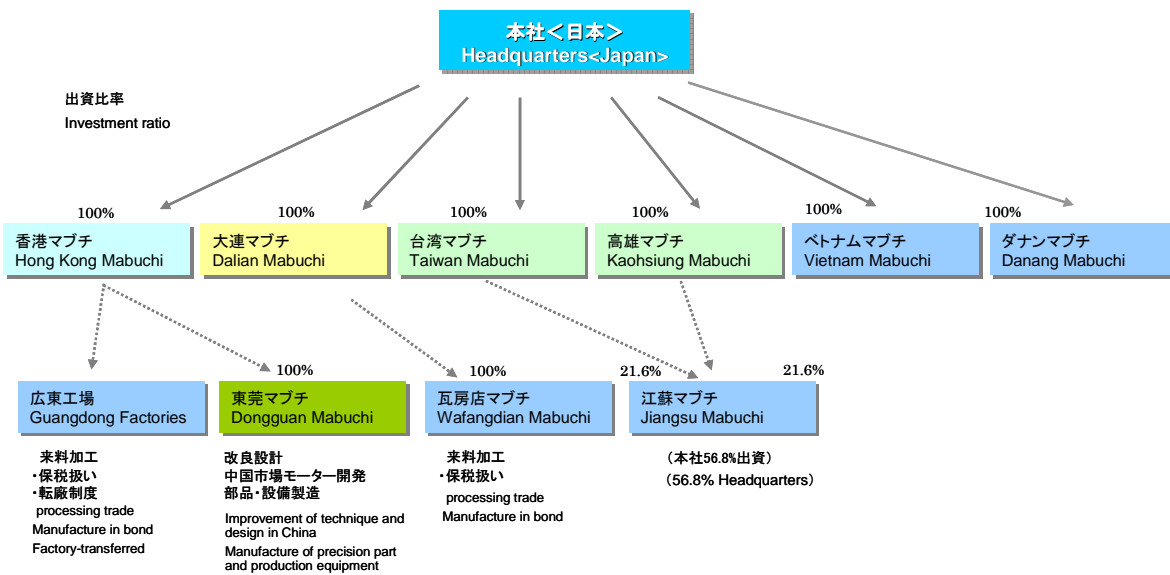 本社＜日本＞
Headquarters<Japan>
出資比率
Investment ratio
100%
100%
100%
100%
100%
100%
香港マブチ
Hong Kong Mabuchi
大連マブチ
Dalian Mabuchi
台湾マブチ
Taiwan Mabuchi
高雄マブチ
Kaohsiung Mabuchi
ベトナムマブチ
Vietnam Mabuchi
ダナンマブチ
Danang Mabuchi
100%
100%
21.6%
21.6%
広東工場
Guangdong Factories
東莞マブチ
Dongguan Mabuchi
瓦房店マブチ
Wafangdian Mabuchi
江蘇マブチ
Jiangsu Mabuchi
来料加工
・保税扱い
・転廠制度
processing trade
Manufacture in bond
Factory-transferred
改良設計
中国市場モーター開発
部品・設備製造
Improvement of technique and
design in China
Manufacture of precision part
and production equipment
来料加工
・保税扱い
processing trade
Manufacture in bond
（本社56.8%出資）
（56.8% Headquarters）